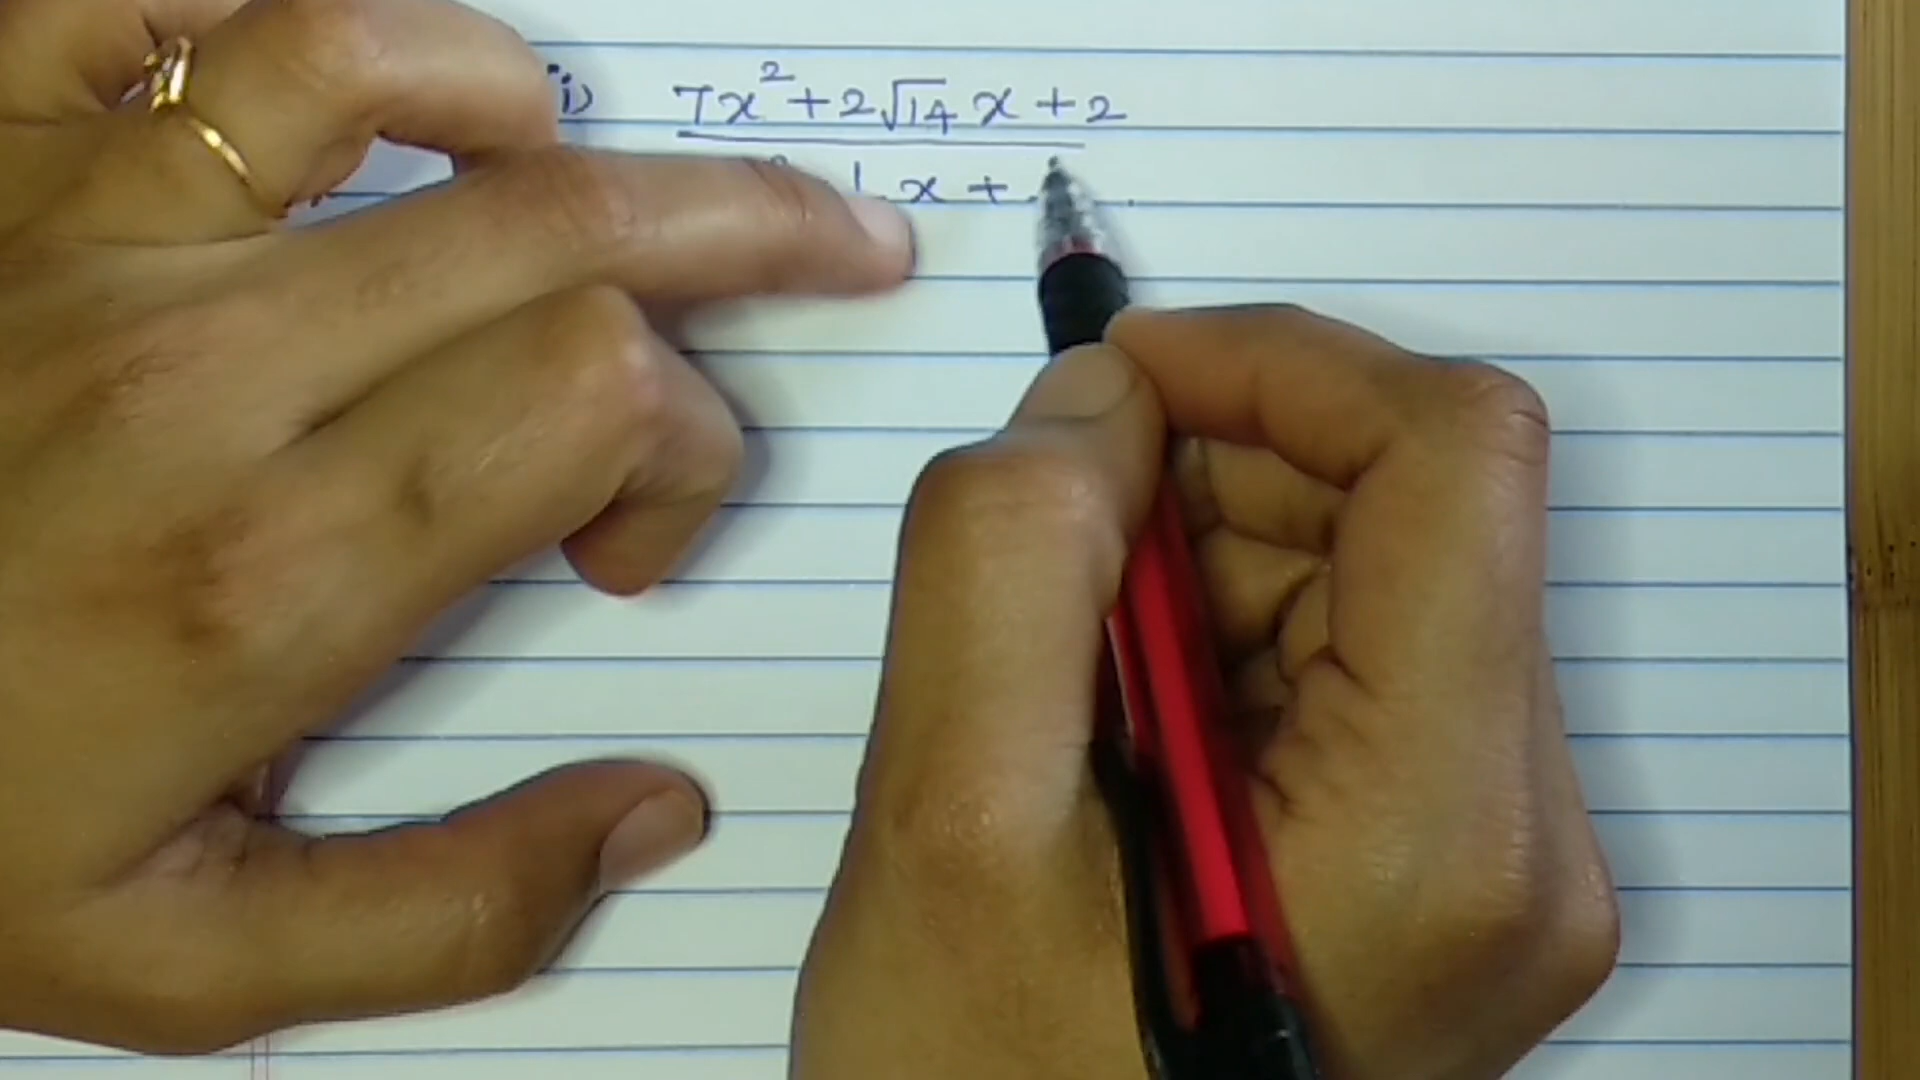 i) 7x² + 2√14 x + 2
x +